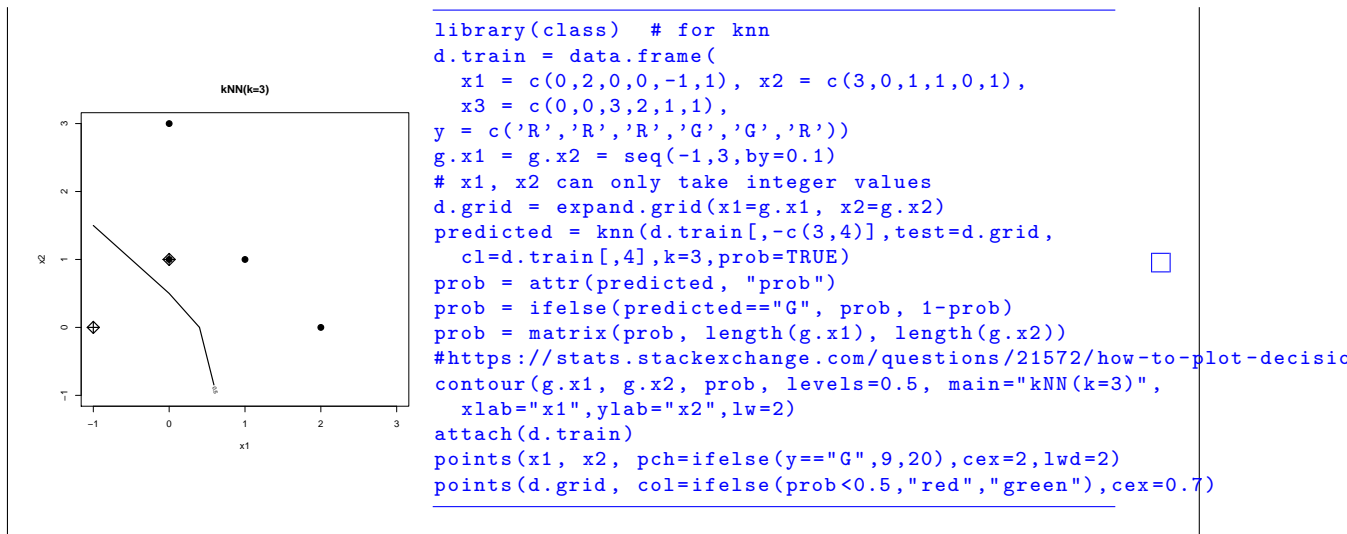 kNN(k=3)
3
2
1
0
−1
x2
0.5
−1 0 1 2 3
x1
library(class)  # for knn
d.train = data.frame(
  x1 = c(0,2,0,0,-1,1), x2 = c(3,0,1,1,0,1),
  x3 = c(0,0,3,2,1,1),
y = c('R','R','R','G','G','R'))
g.x1 = g.x2 = seq(-1,3,by=0.1)
# x1, x2 can only take integer values
d.grid = expand.grid(x1=g.x1, x2=g.x2)
predicted = knn(d.train[,-c(3,4)],test=d.grid,
  cl=d.train[,4],k=3,prob=TRUE)
prob = attr(predicted, "prob")
prob = ifelse(predicted=="G", prob, 1-prob)
prob = matrix(prob, length(g.x1), length(g.x2))
#https://stats.stackexchange.com/questions/21572/how-to-plot-decisio
contour(g.x1, g.x2, prob, levels=0.5, main="kNN(k=3)",
  xlab="x1",ylab="x2",lw=2)
attach(d.train)
points(x1, x2, pch=ifelse(y=="G",9,20),cex=2,lwd=2)
points(d.grid, col=ifelse(prob<0.5,"red","green"),cex=0.7)